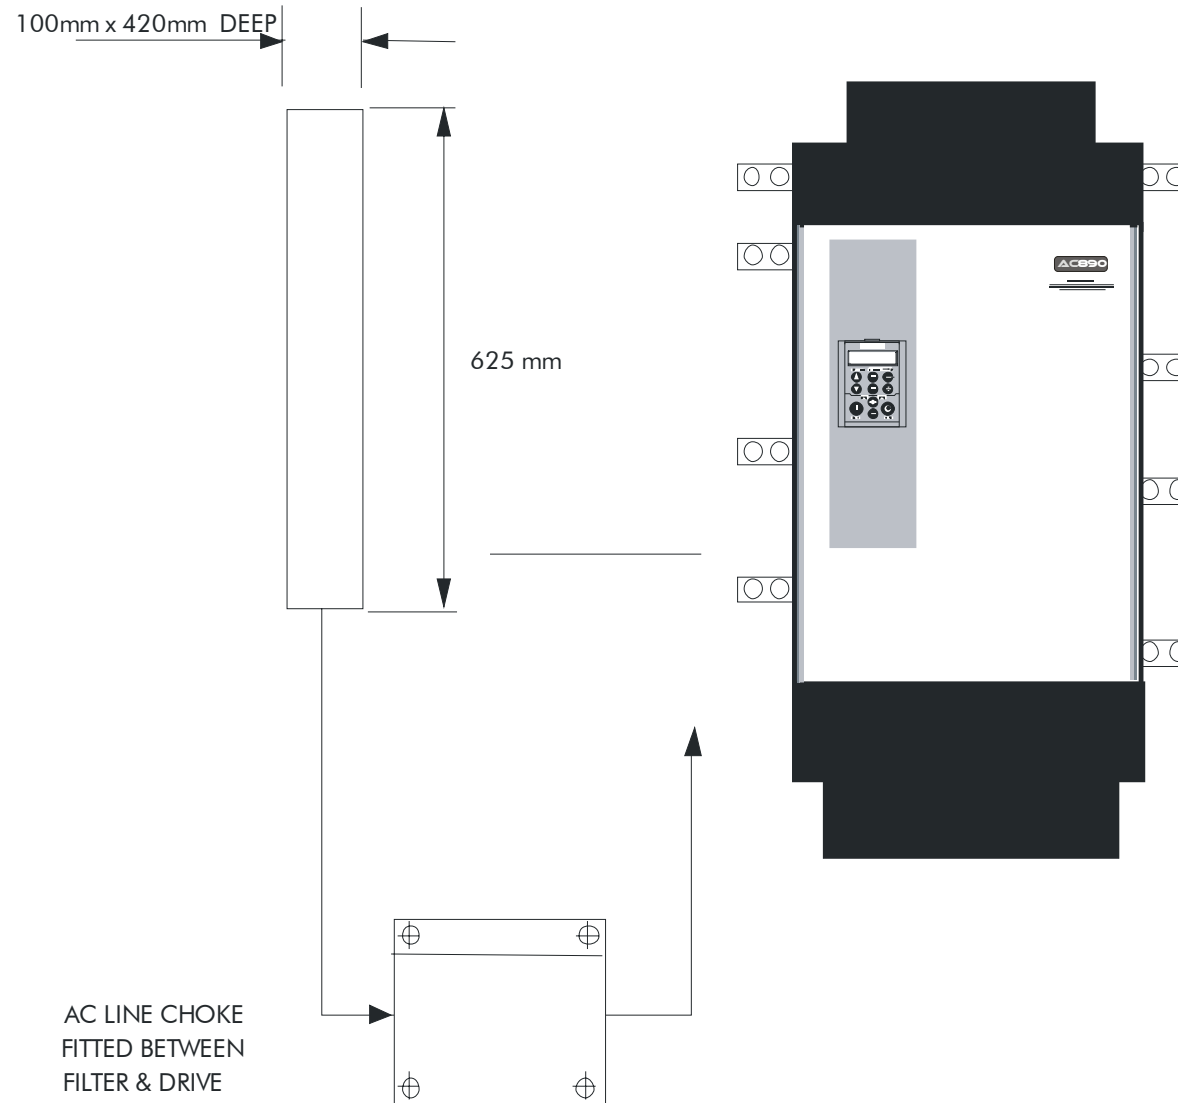 100mm x 420mm DEEP
AC890
625 mm
AC LINE CHOKE
FITTED BETWEEN
FILTER & DRIVE